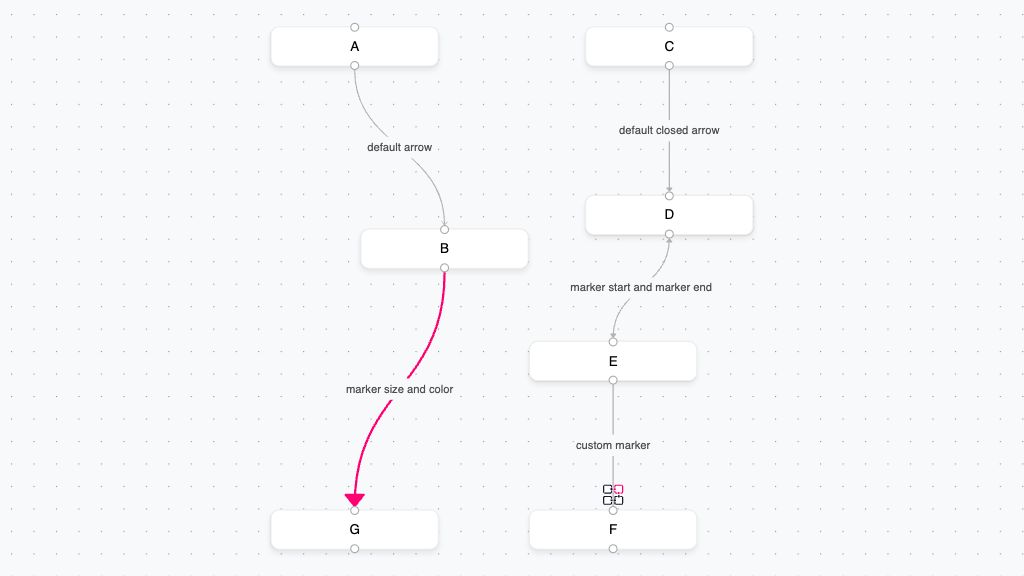 A
C
default closed arrow
default arrow
D
B
marker start and marker end
E
marker size and color
custom marker
G
F